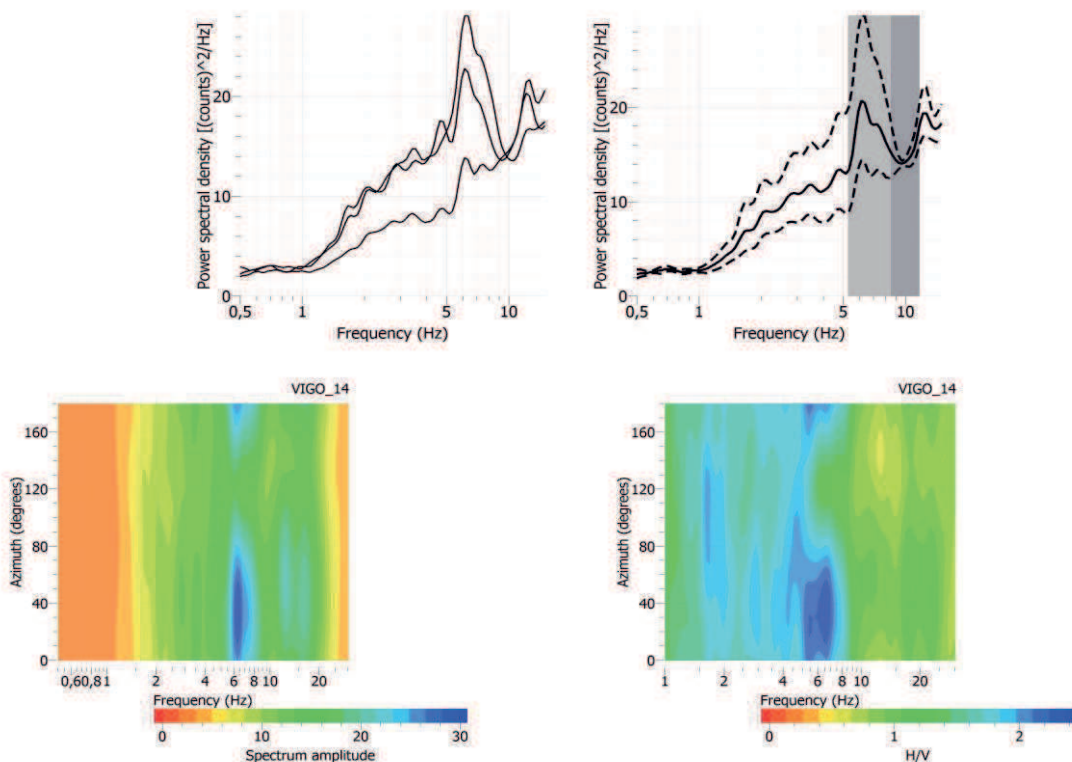 Power spectral density [(counts)^2/Hz]
20
10
0
0,5 1 5 10
Frequency (Hz)
Power spectral density [(counts)^2/Hz]
20
10
0
0,5 1 5 10
Frequency (Hz)
VIGO_14
Azimuth (degrees)
160
120
80
40
0
0,60,81 2 4 6 8 10 20
Frequency (Hz)
0 10 20 30
Spectrum amplitude
VIGO_14
Azimuth (degrees)
160
120
80
40
0
1 2 4 6 8 10 20
Frequency (Hz)
0 1 2
H/V